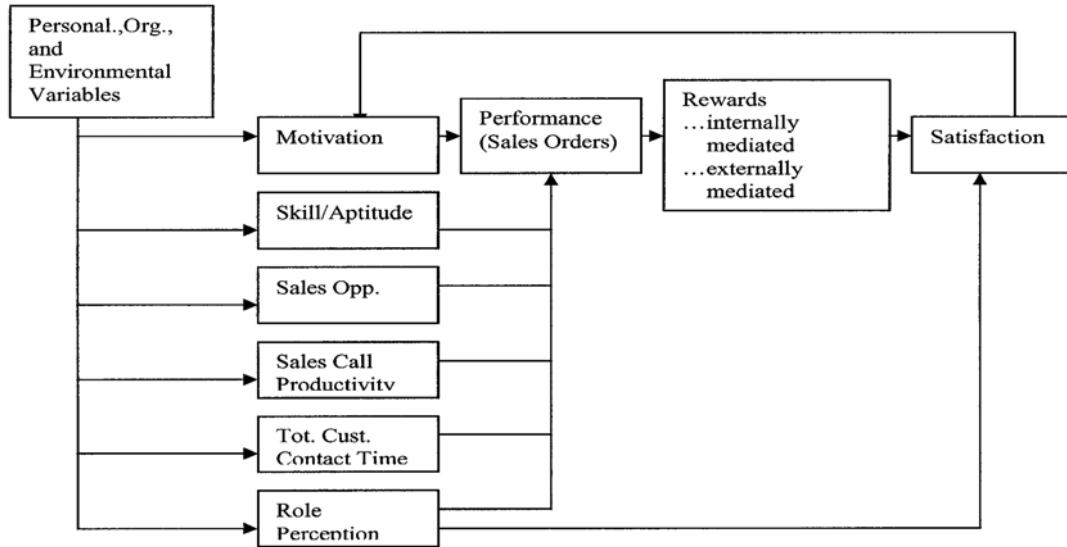 Personal.,Org.,
and
Environmental
Variables
Motivation
Performance
(Sales Orders)
Rewards
…internally
mediated
…externally
mediated
Satisfaction
Skill/Aptitude
Sales Opp.
Sales Call
Productivity
Tot. Cust.
Contact Time
Role
Perception